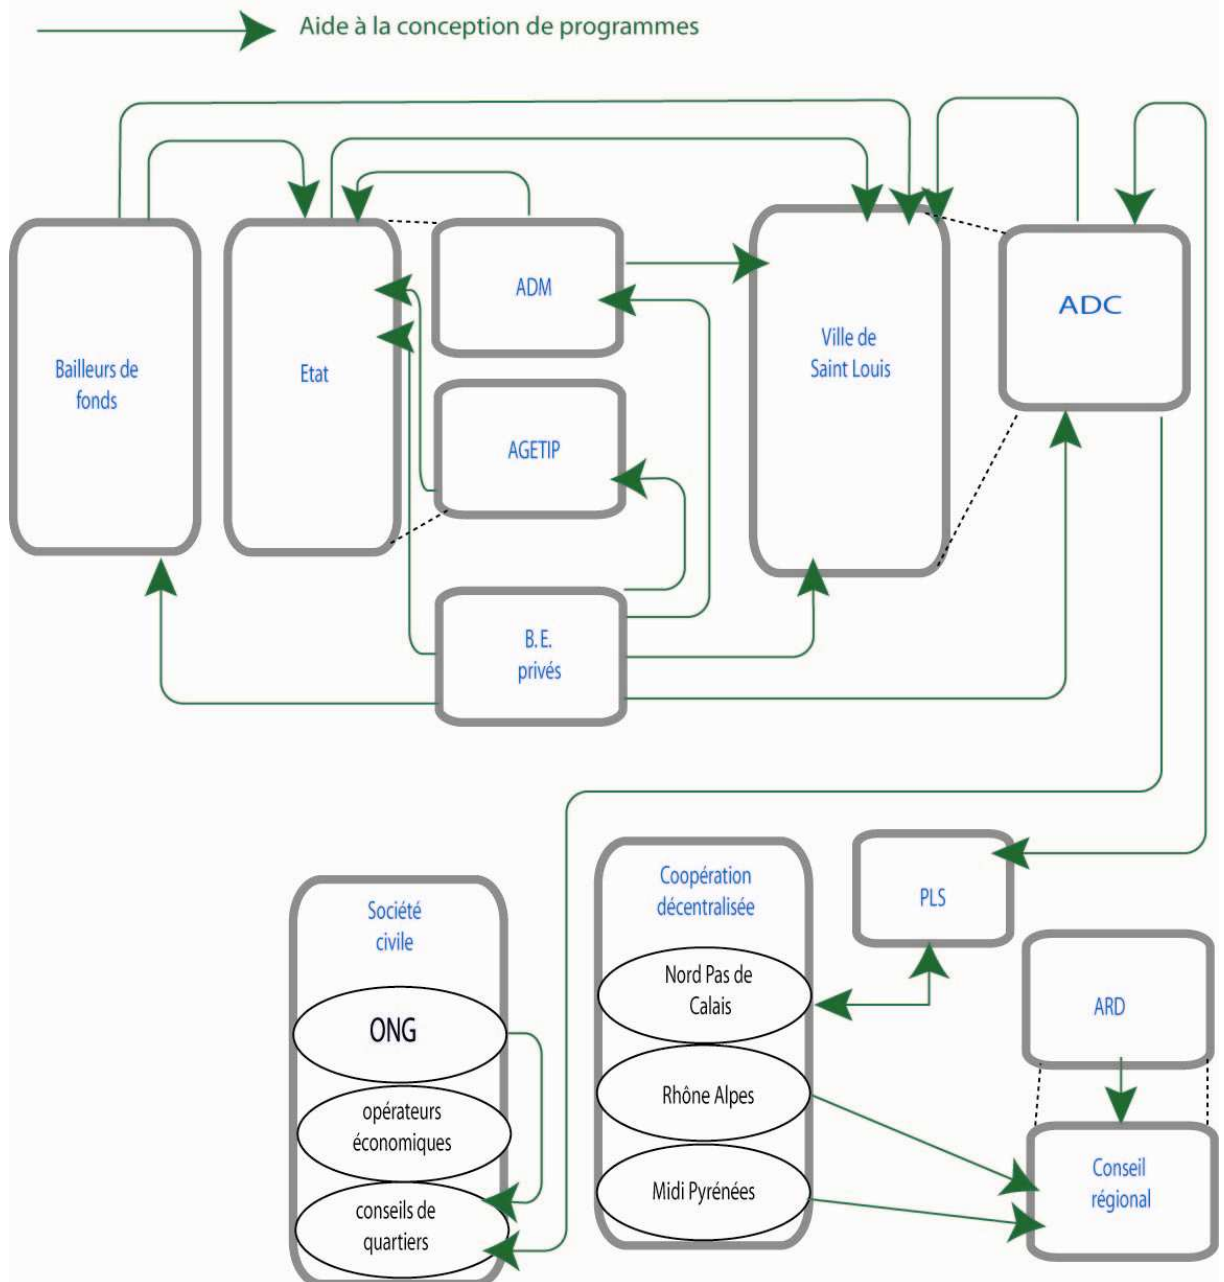 Aide à la conception de programmes
Bailleurs de
fonds
Etat
ADM
AGETIP
B. E.
privés
Ville de
Saint Louis
ADC
Société
civile
ONG
opérateurs
économiques
conseils de
quartiers
Coopération
décentralisée
Nord Pas de
Calais
Rhône Alpes
Midi Pyrénées
PLS
ARD
Conseil
régional